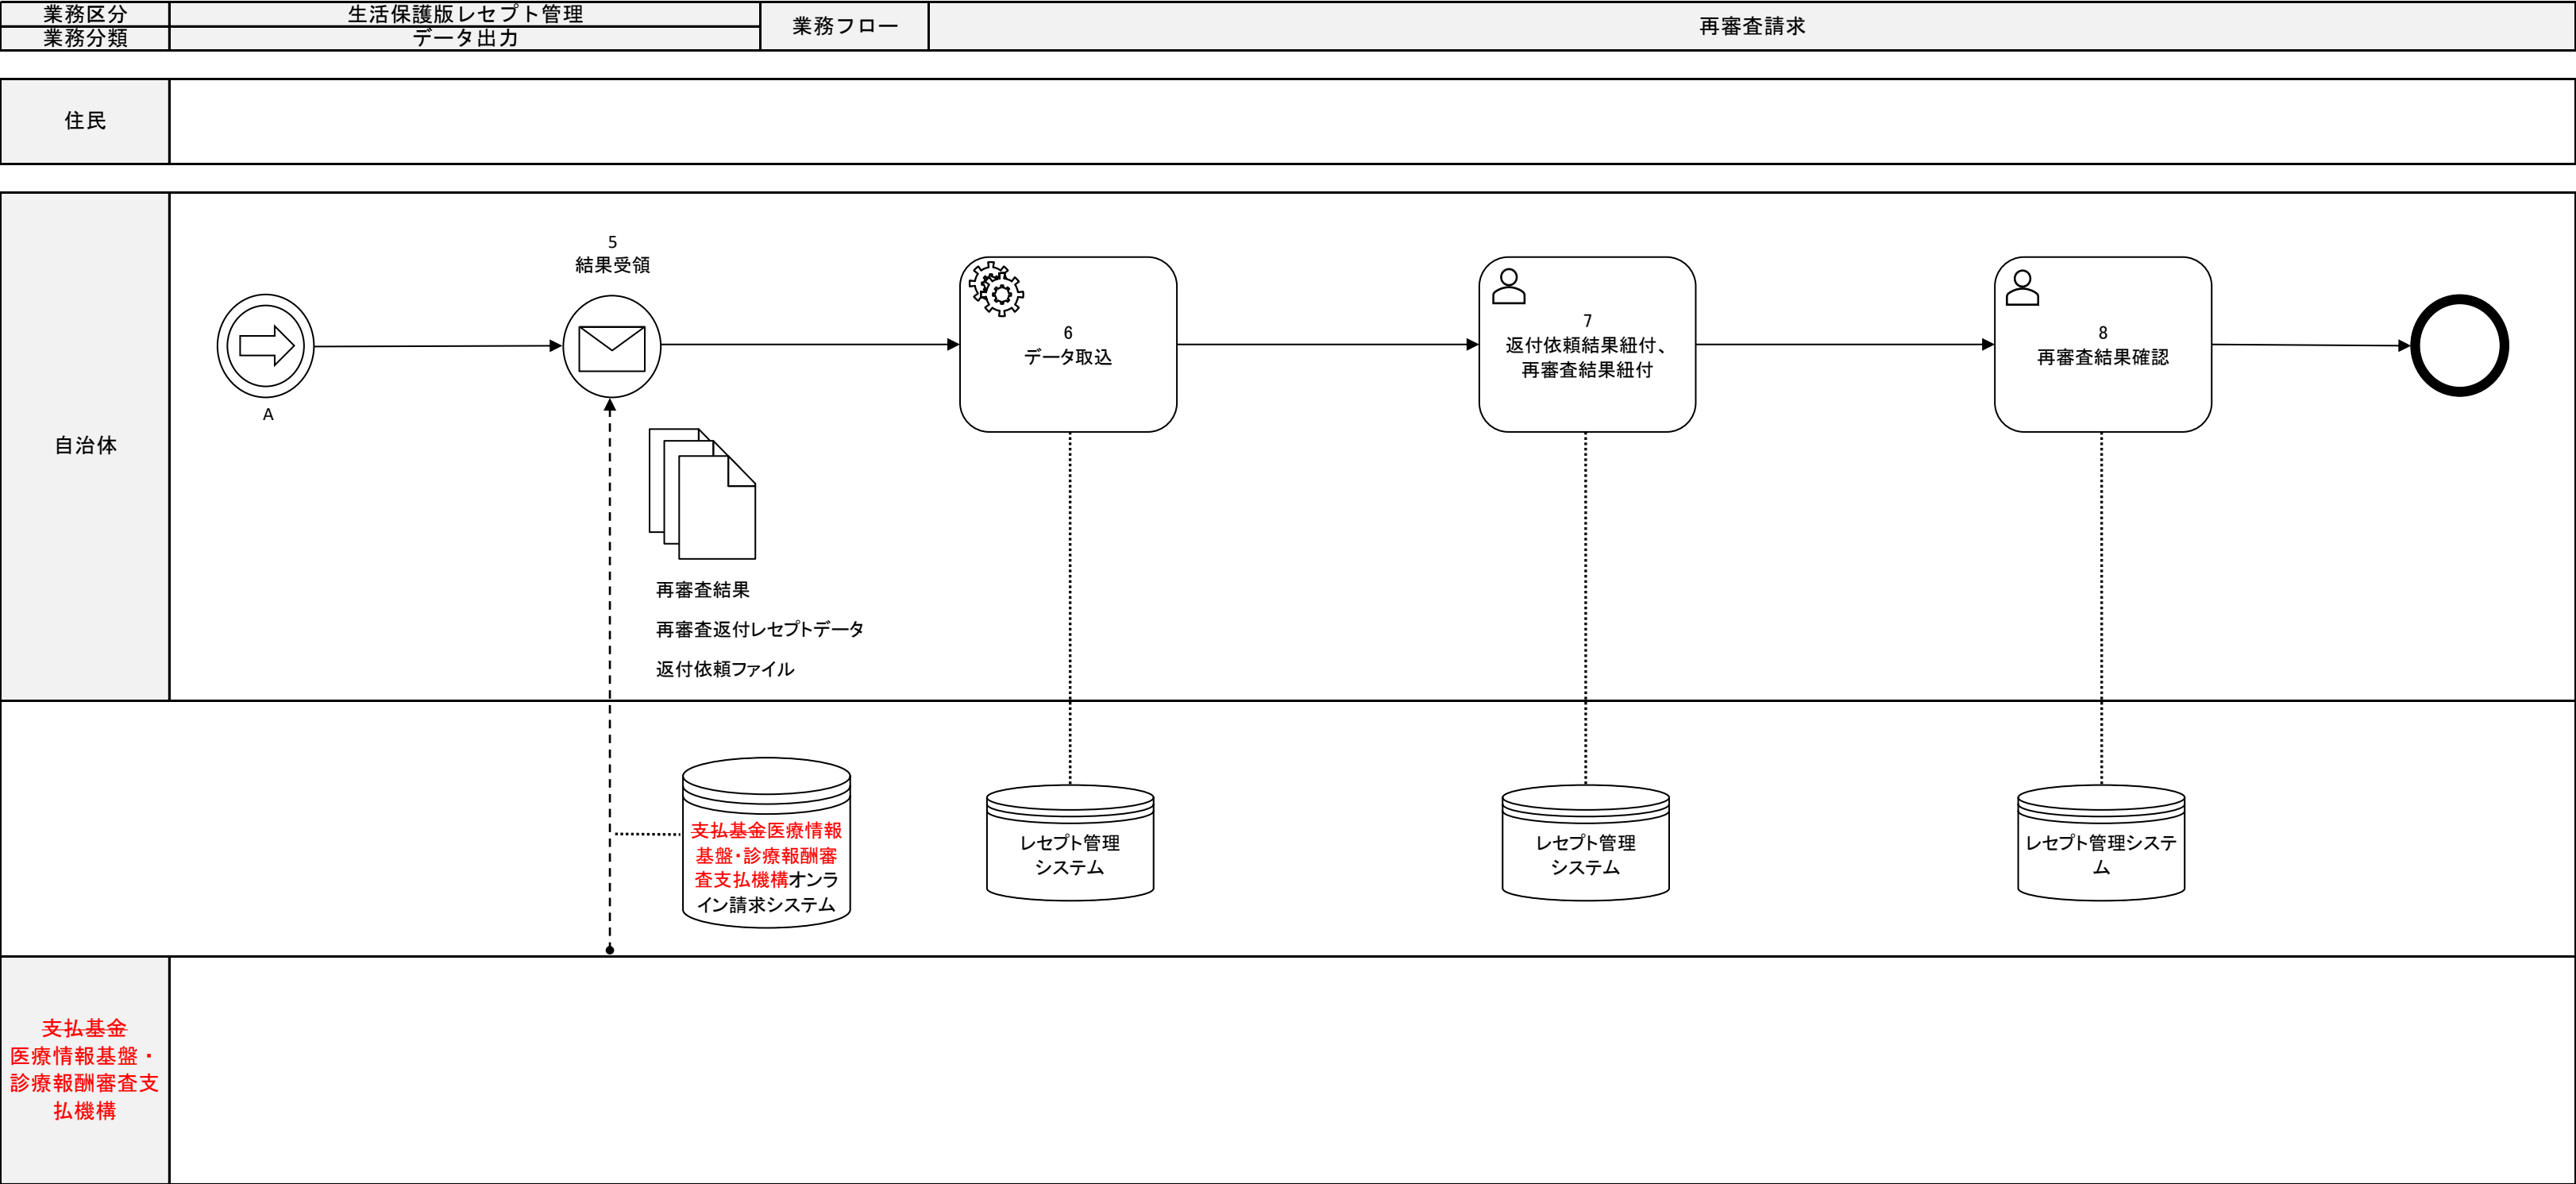 業務区分
生活保護版レセプト管理
業務フロー
再審査請求
業務分類
データ出力
住民
自治体
A
5
結果受領
6
データ取込
7
返付依頼結果紐付、
再審査結果紐付
8
再審査結果確認
再審査結果
再審査返付レセプトデータ
返付依頼ファイル
支払基金医療情報
基盤・診療報酬審
査支払機構オンラ
イン請求システム
レセプト管理
システム
レセプト管理
システム
レセプト管理システ
ム
支払基金
医療情報基盤・
診療報酬審査支
払機構